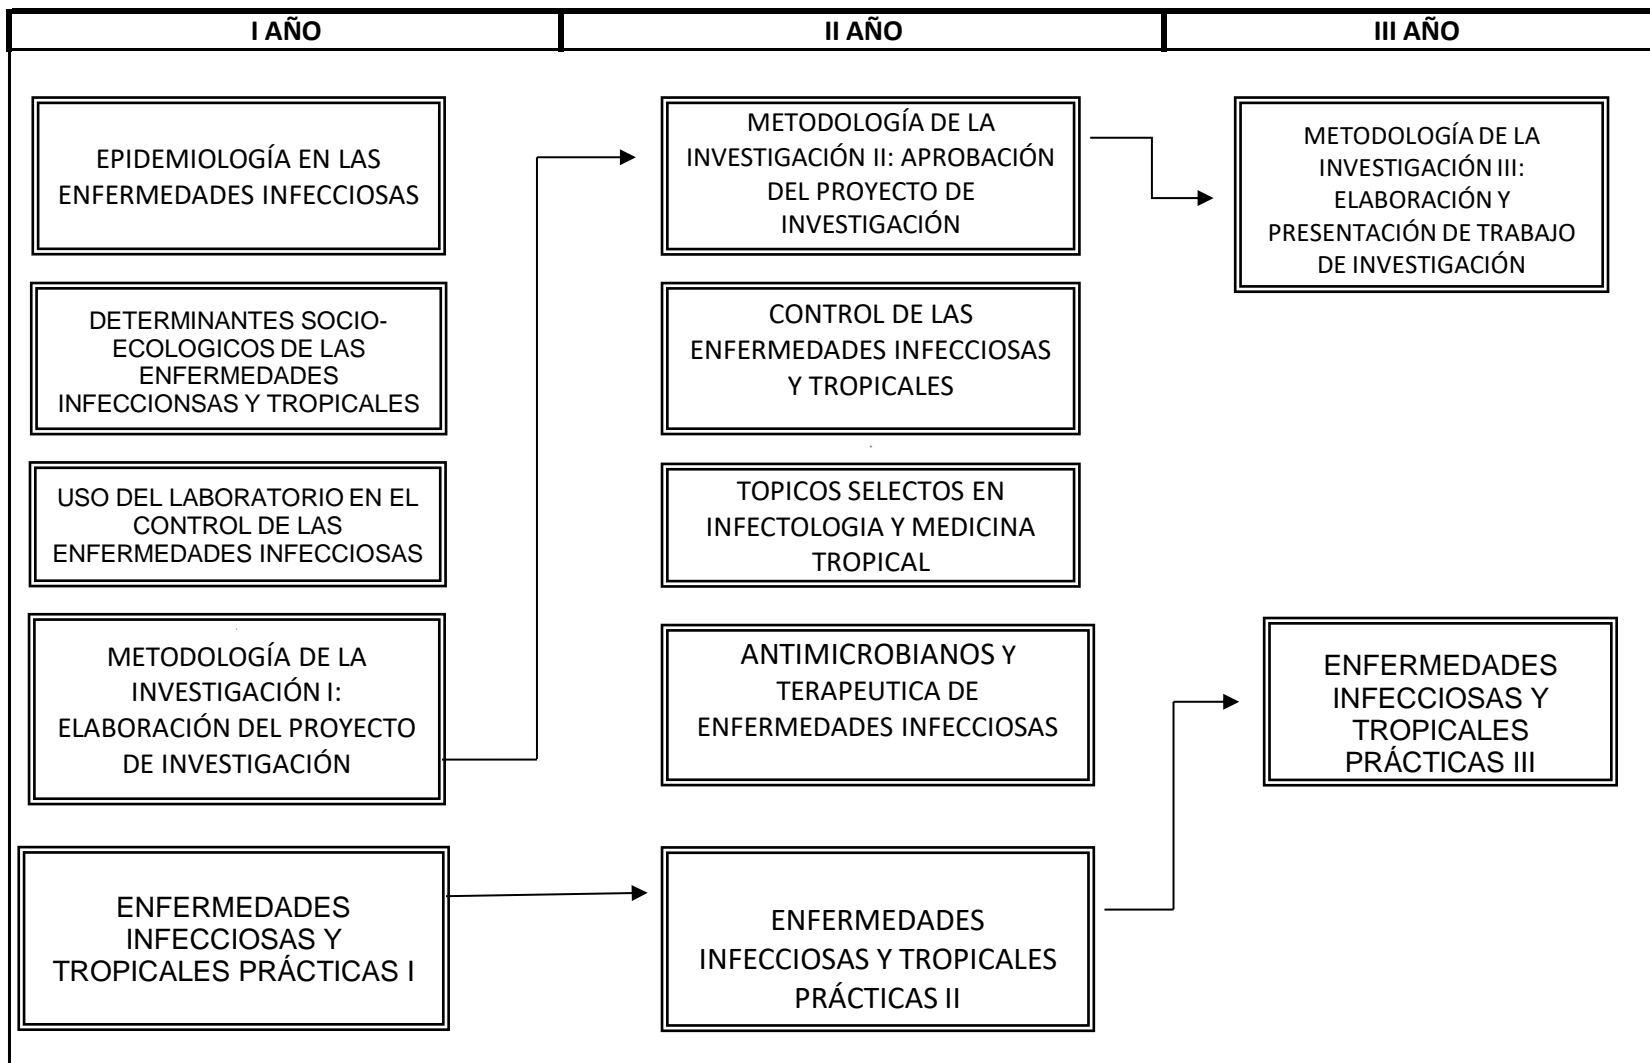 I AÑO
II AÑO
III AÑO
EPIDEMIOLOGÍA EN LAS
ENFERMEDADES INFECCIOSAS
DETERMINANTES SOCIO-
ECOLOGICOS DE LAS
ENFERMEDADES
INFECCIONSAS Y TROPICALES
USO DEL LABORATORIO EN EL
CONTROL DE LAS
ENFERMEDADES INFECCIOSAS
METODOLOGÍA DE LA
INVESTIGACIÓN I:
ELABORACIÓN DEL PROYECTO
DE INVESTIGACIÓN
ENFERMEDADES
INFECCIOSAS Y
TROPICALES PRÁCTICAS I
METODOLOGÍA DE LA
INVESTIGACIÓN II: APROBACIÓN
DEL PROYECTO DE
INVESTIGACIÓN
CONTROL DE LAS
ENFERMEDADES INFECCIOSAS
Y TROPICALES
TOPICOS SELECTOS EN
INFECTOLOGIA Y MEDICINA
TROPICAL
ANTIMICROBIANOS Y
TERAPEUTICA DE
ENFERMEDADES INFECCIOSAS
ENFERMEDADES
INFECCIOSAS Y TROPICALES
PRÁCTICAS II
METODOLOGÍA DE LA
INVESTIGACIÓN III:
ELABORACIÓN Y
PRESENTACIÓN DE TRABAJO
DE INVESTIGACIÓN
ENFERMEDADES
INFECCIOSAS Y
TROPICALES
PRÁCTICAS III